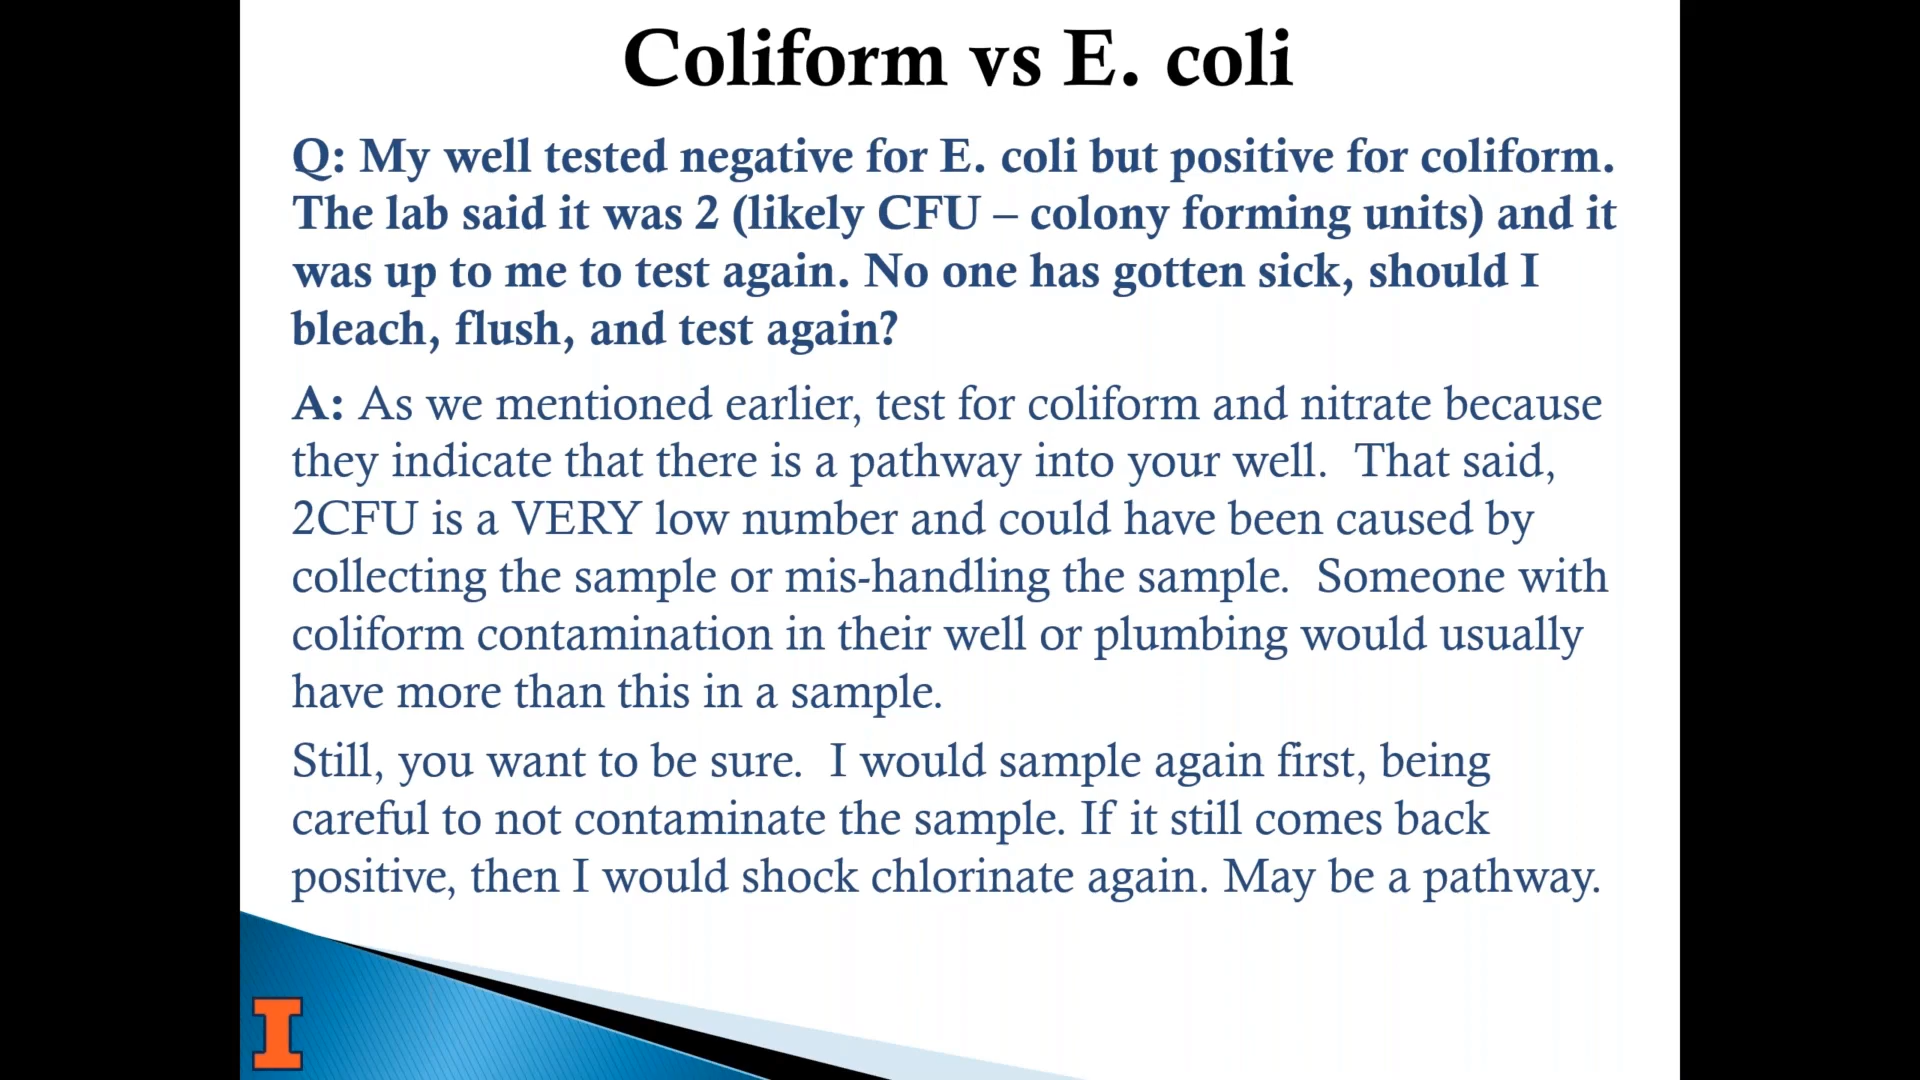 Coliform vs E. coli
Q: My well tested negative for E. coli but positive for coliform.
The lab said it was 2 (likely CFU – colony forming units) and it
was up to me to test again. No one has gotten sick, should I
bleach, flush, and test again?
A: As we mentioned earlier, test for coliform and nitrate because
they indicate that there is a pathway into your well.  That said,
2CFU is a VERY low number and could have been caused by
collecting the sample or mis-handling the sample.  Someone with
coliform contamination in their well or plumbing would usually
have more than this in a sample.
Still, you want to be sure.  I would sample again first, being
careful to not contaminate the sample. If it still comes back
positive, then I would shock chlorinate again. May be a pathway.
I